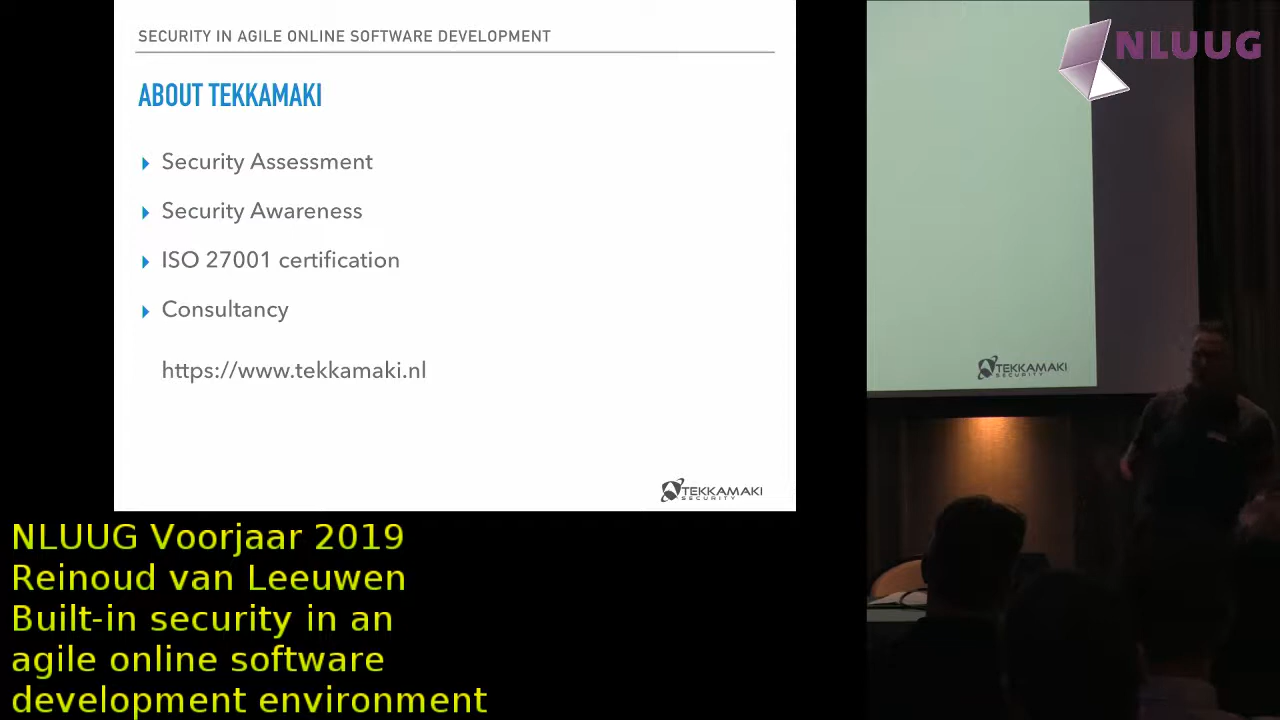 SECURITY IN AGILE ONLINE SOFTWARE DEVELOPMENT
ABOUT TEKKAMAKI
Security Assessment
Security Awareness
ISO 27001 certification
Consultancy
https://www.tekkamaki.nl
TEKKAMAKI
SECURITY
NLUUG
TEKKAMAKI
SECURITY
NLUUG Voorjaar 2019
Reinoud van Leeuwen
Built-in security in an
agile online software
development environment